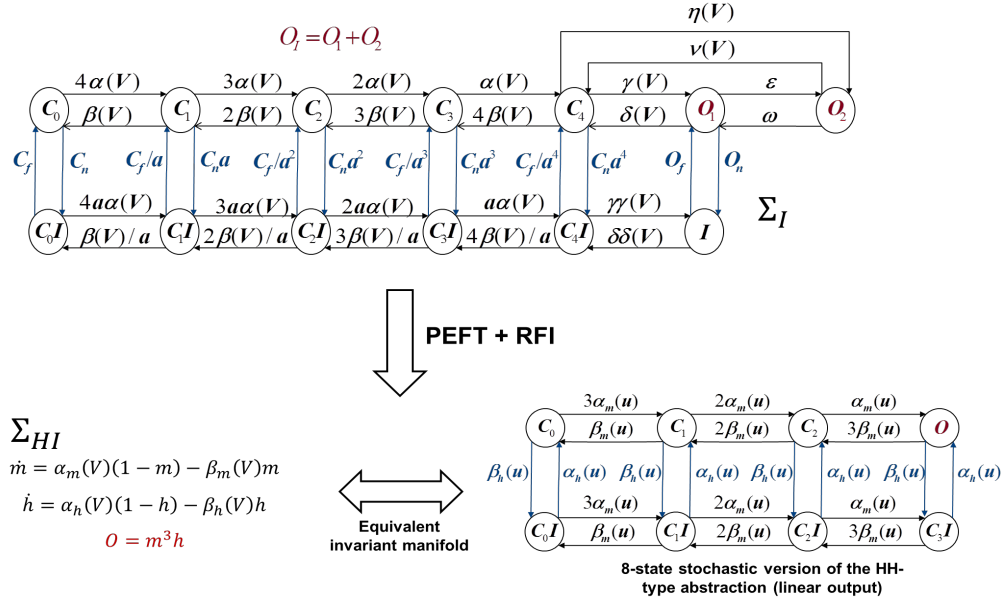 η(V)
O_I = O_1 + O_2
ν(V)
4α(V) 3α(V) 2α(V) α(V) γ(V) ε
C_0 C_1 C_2 C_3 C_4 O_1 O_2
β(V) 2β(V) 3β(V) 4β(V) δ(V) ω
C_f C_n C_f/a C_n a C_f/a^2 C_n a^2 C_f/a^3 C_n a^3 C_f/a^4 C_n a^4 O_f O_n
4aα(V) 3aα(V) 2aα(V) aα(V) γγ(V)
Σ_I
C_0I C_1I C_2I C_3I C_4I I
β(V)/a 2β(V)/a 3β(V)/a 4β(V)/a δδ(V)
PEFT + RFI
Σ_HI
ṁ = α_m(V)(1 − m) − β_m(V)m
ḣ = α_h(V)(1 − h) − β_h(V)h
O = m^3h
Equivalent
invariant manifold
3α_m(u) 2α_m(u) α_m(u)
C_0 C_1 C_2 O
β_m(u) 2β_m(u) 3β_m(u)
β_h(u) α_h(u) β_h(u) α_h(u) β_h(u) α_h(u) β_h(u) α_h(u)
3α_m(u) 2α_m(u) α_m(u)
C_0I C_1I C_2I C_3I
β_m(u) 2β_m(u) 3β_m(u)
8-state stochastic version of the HH-
type abstraction (linear output)